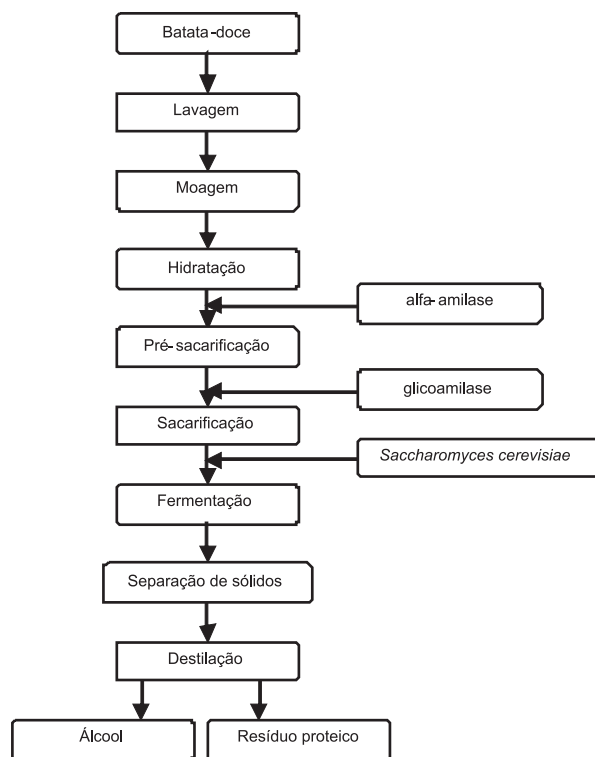 Batata-doce
Lavagem
Moagem
Hidratação
alfa-amilase
Pré-sacarificação
glicoamilase
Sacarificação
Saccharomyces cerevisiae
Fermentação
Separação de sólidos
Destilação
Álcool
Resíduo proteico